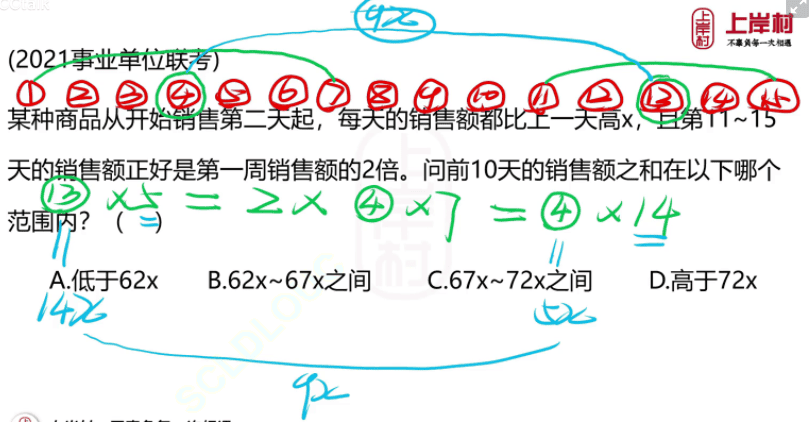 9x
上岸村
上岸村
不辜负每一次相遇
(2021事业单位联考)
① ② ③ ④ ⑤ ⑥ ⑦ ⑧ ⑨ ⑩ ⑪ ⑫ ⑬ ⑭ ⑮
某种商品从开始销售第二天起，每天的销售额都比上一天高x，且第11~15
天的销售额正好是第一周销售额的2倍。问前10天的销售额之和在以下哪个
⑬ ×5 = 2× ④ ×7 = ④ ×14
范围内？（ ）
A.低于62x B.62x~67x之间 C.67x~72x之间 D.高于72x
14x 5x
9x